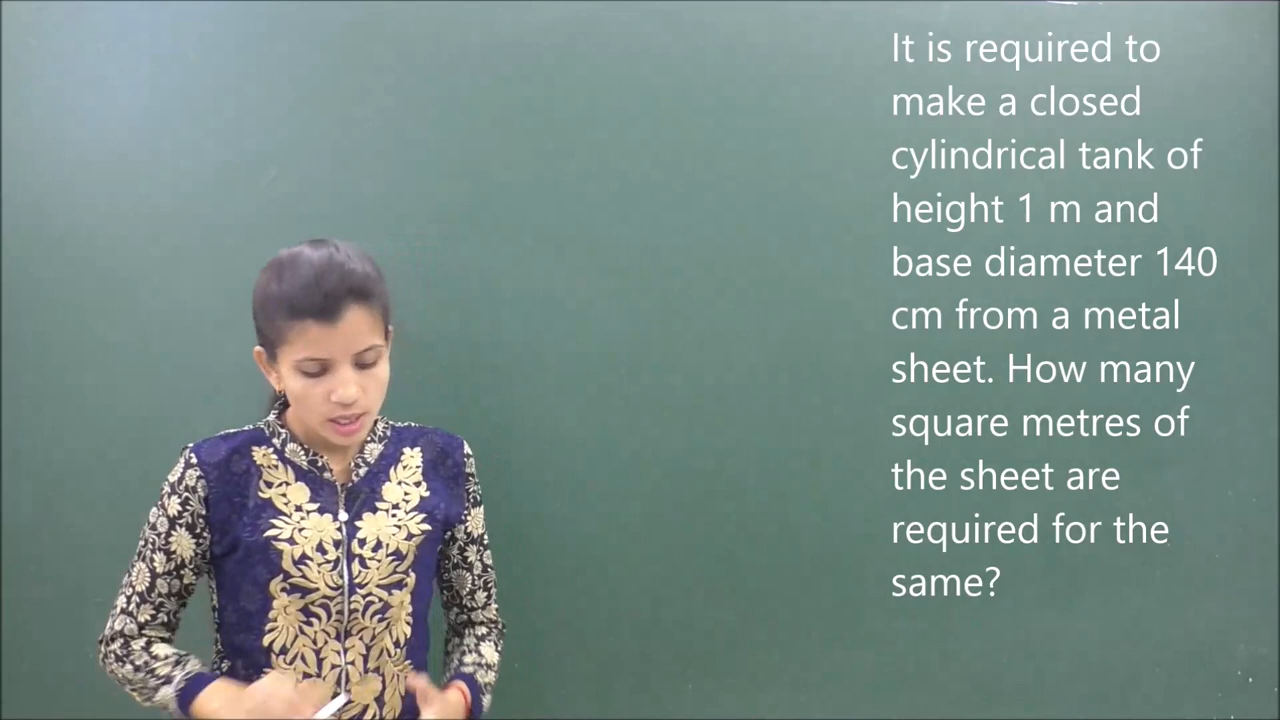 It is required to
make a closed
cylindrical tank of
height 1 m and
base diameter 140
cm from a metal
sheet. How many
square metres of
the sheet are
required for the
same?